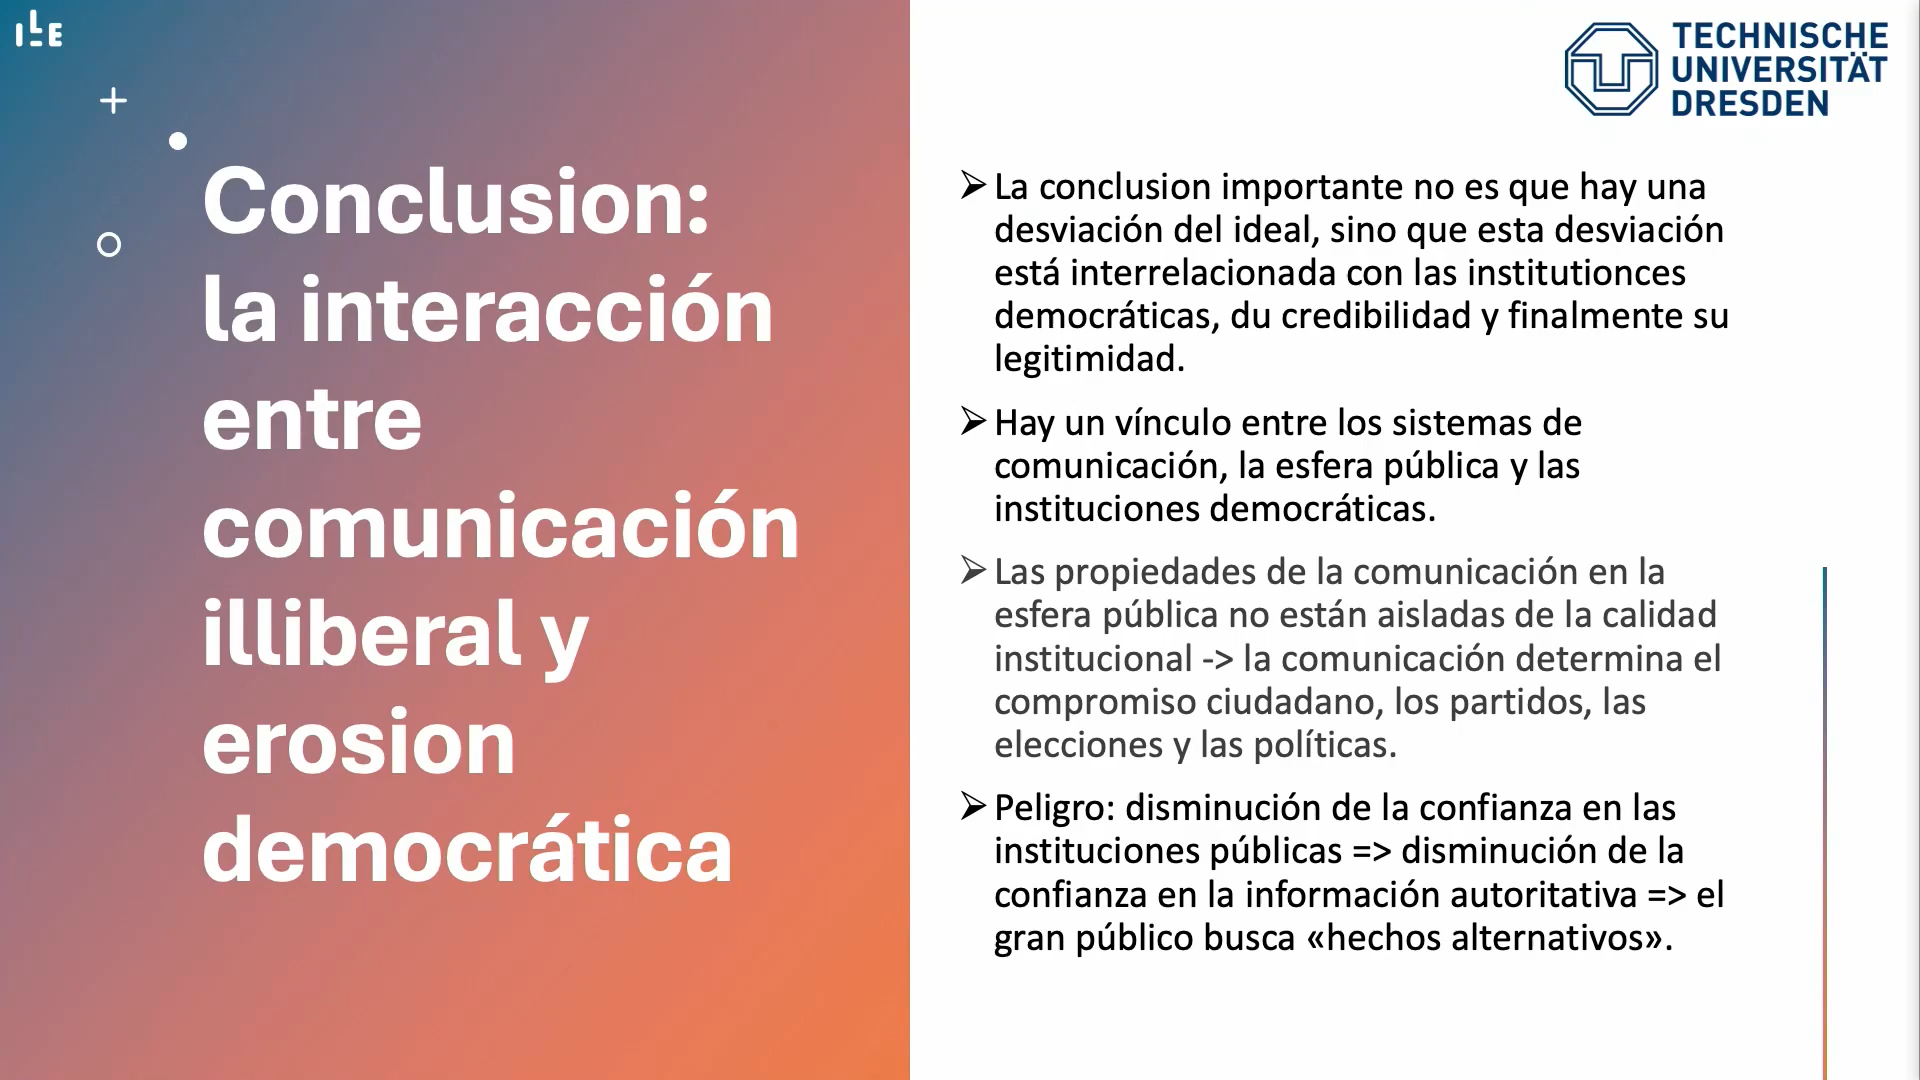 ILE
TECHNISCHE
UNIVERSITÄT
DRESDEN
Conclusion:
la interacción
entre
comunicación
illiberal y
erosion
democrática
La conclusion importante no es que hay una
desviación del ideal, sino que esta desviación
está interrelacionada con las institutionces
democráticas, du credibilidad y finalmente su
legitimidad.
Hay un vínculo entre los sistemas de
comunicación, la esfera pública y las
instituciones democráticas.
Las propiedades de la comunicación en la
esfera pública no están aisladas de la calidad
institucional -> la comunicación determina el
compromiso ciudadano, los partidos, las
elecciones y las políticas.
Peligro: disminución de la confianza en las
instituciones públicas => disminución de la
confianza en la información autoritativa => el
gran público busca «hechos alternativos».